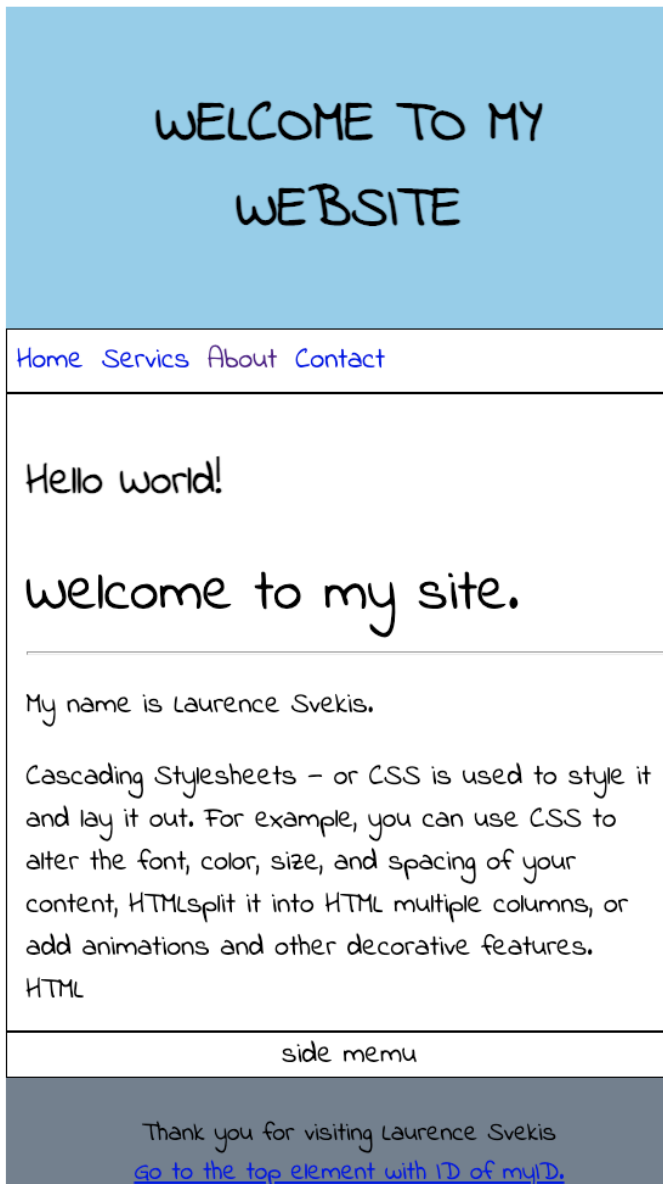 WELCOME TO MY
WEBSITE
Home Servics About Contact
Hello World!
Welcome to my site.
My name is Laurence Svekis.
Cascading Stylesheets – or CSS is used to style it
and lay it out. For example, you can use CSS to
alter the font, color, size, and spacing of your
content, HTMLsplit it into HTML multiple columns, or
add animations and other decorative features.
HTML
side memu
Thank you for visiting Laurence Svekis
Go to the top element with ID of myID.